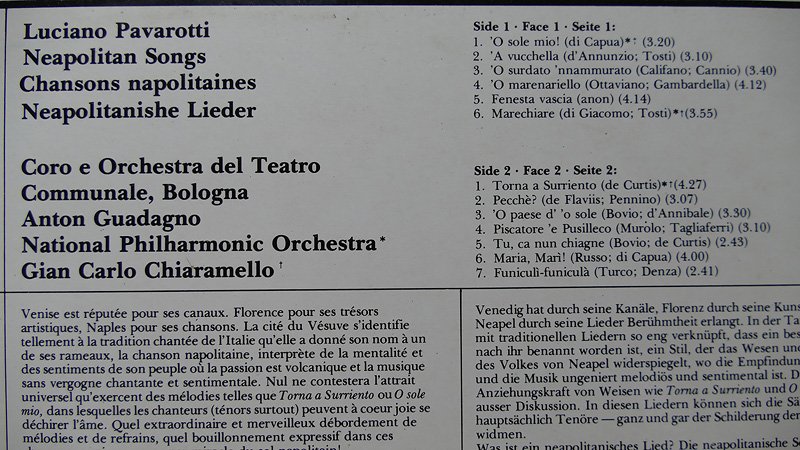 Luciano Pavarotti
Neapolitan Songs
Chansons napolitaines
Neapolitanishe Lieder
Coro e Orchestra del Teatro
Communale, Bologna
Anton Guadagno
National Philharmonic Orchestra*
Gian Carlo Chiaramello†
Side 1 · Face 1 · Seite 1:
1. 'O sole mio! (di Capua)*† (3.20)
2. 'A vucchella (d'Annunzio; Tosti) (3.10)
3. 'O surdato 'nnammurato (Califano; Cannio) (3.40)
4. 'O marenariello (Ottaviano; Gambardella) (4.12)
5. Fenesta vascia (anon) (4.14)
6. Marechiare (di Giacomo; Tosti)*†(3.55)
Side 2 · Face 2 · Seite 2:
1. Torna a Surriento (de Curtis)*†(4.27)
2. Pecchè? (de Flaviis; Pennino) (3.07)
3. 'O paese d' 'o sole (Bovio; d'Annibale) (3.30)
4. Piscatore 'e Pusilleco (Murolo; Tagliaferri) (3.10)
5. Tu, ca nun chiagne (Bovio; de Curtis) (2.43)
6. Maria, Marì! (Russo; di Capua) (4.00)
7. Funiculì-funiculà (Turco; Denza) (2.41)
Venise est réputée pour ses canaux. Florence pour ses trésors
artistiques, Naples pour ses chansons. La cité du Vésuve s'identifie
tellement à la tradition chantée de l'Italie qu'elle a donné son nom à un
de ses rameaux, la chanson napolitaine, interprète de la mentalité et
des sentiments de son peuple où la passion est volcanique et la musique
sans vergogne chantante et sentimentale. Nul ne contestera l'attrait
universel qu'exercent des mélodies telles que Torna a Surriento ou O sole
mio, dans lesquelles les chanteurs (ténors surtout) peuvent à coeur joie se
déchirer l'âme. Quel extraordinaire et merveilleux débordement de
mélodies et de refrains, quel bouillonnement expressif dans ces
Venedig hat durch seine Kanäle, Florenz durch seine
Neapel durch seine Lieder Berühmtheit erlangt. In der
mit traditionellen Liedern so eng verknüpft, dass ein
nach ihr benannt worden ist, ein Stil, der das Wesen
des Volkes von Neapel widerspiegelt, wo die
und die Musik ungeniert melodiös und sentimental ist.
Anziehungskraft von Weisen wie Torna a Surriento und O
ausser Diskussion. In diesen Liedern können sich die
hauptsächlich Tenöre—ganz und gar der Schilderung
widmen.
Was ist ein neapolitanisches Lied? Die neapolitanische